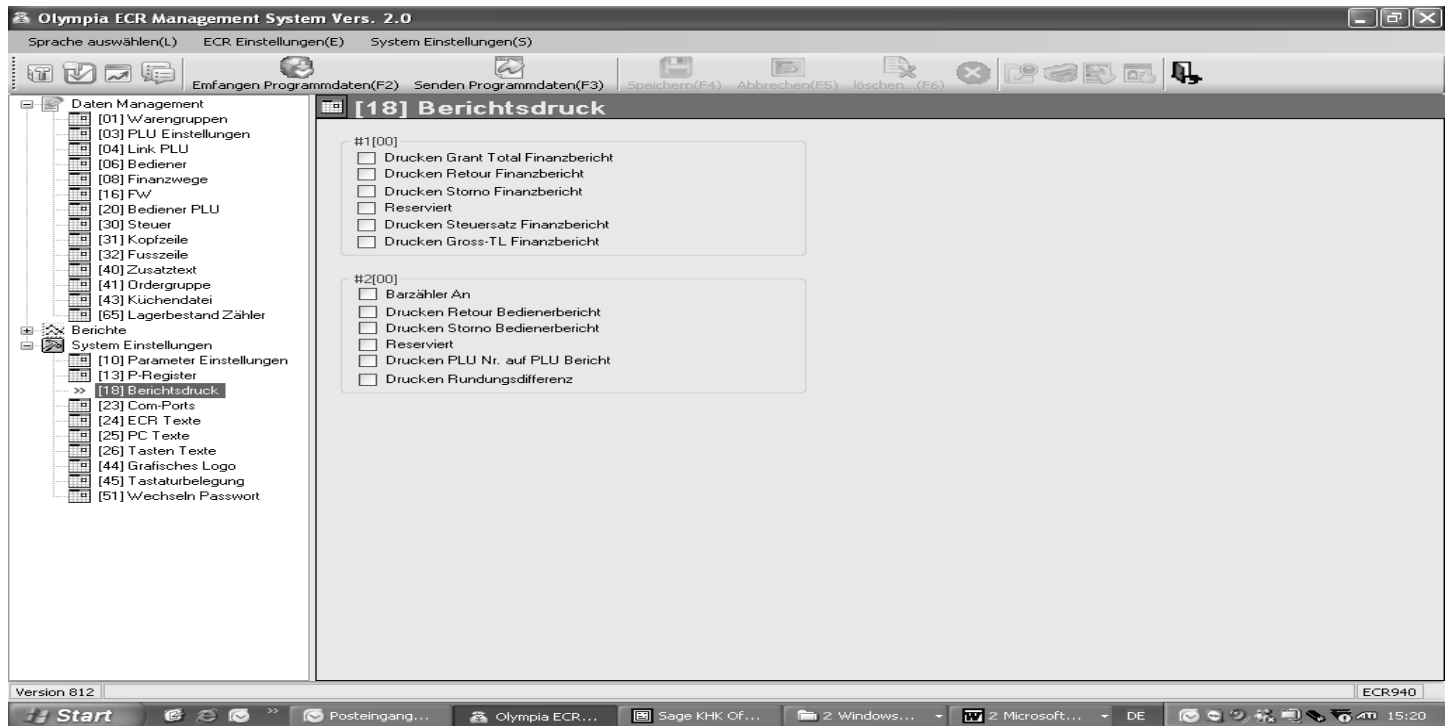 Olympia ECR Management System Vers. 2.0
Sprache auswählen(L) ECR Einstellungen(E) System Einstellungen(S)
Emfangen Programmdaten(F2) Senden Programmdaten(F3) Speichern(F4) Abbrechen(F5) löschen...(F6)
Daten Management
[01] Warengruppen
[03] PLU Einstellungen
[04] Link PLU
[06] Bediener
[08] Finanzwege
[16] FW
[20] Bediener PLU
[30] Steuer
[31] Kopfzeile
[32] Fusszeile
[40] Zusatztext
[41] Ordergruppe
[43] Küchendatei
[65] Lagerbestand Zähler
Berichte
System Einstellungen
[10] Parameter Einstellungen
[13] P-Register
>> [18] Berichtsdruck
[23] Com-Ports
[24] ECR Texte
[25] PC Texte
[26] Tasten Texte
[44] Grafisches Logo
[45] Tastaturbelegung
[51] Wechseln Passwort
[18] Berichtsdruck
#1[00]
Drucken Grant Total Finanzbericht
Drucken Retour Finanzbericht
Drucken Storno Finanzbericht
Reserviert
Drucken Steuersatz Finanzbericht
Drucken Gross-TL Finanzbericht
#2[00]
Barzähler An
Drucken Retour Bedienerbericht
Drucken Storno Bedienerbericht
Reserviert
Drucken PLU Nr. auf PLU Bericht
Drucken Rundungsdifferenz
Version 812 ECR940
Start >> Posteingang... Olympia ECR... Sage KHK Of... 2 Windows... 2 Microsoft... DE ATI 15:20